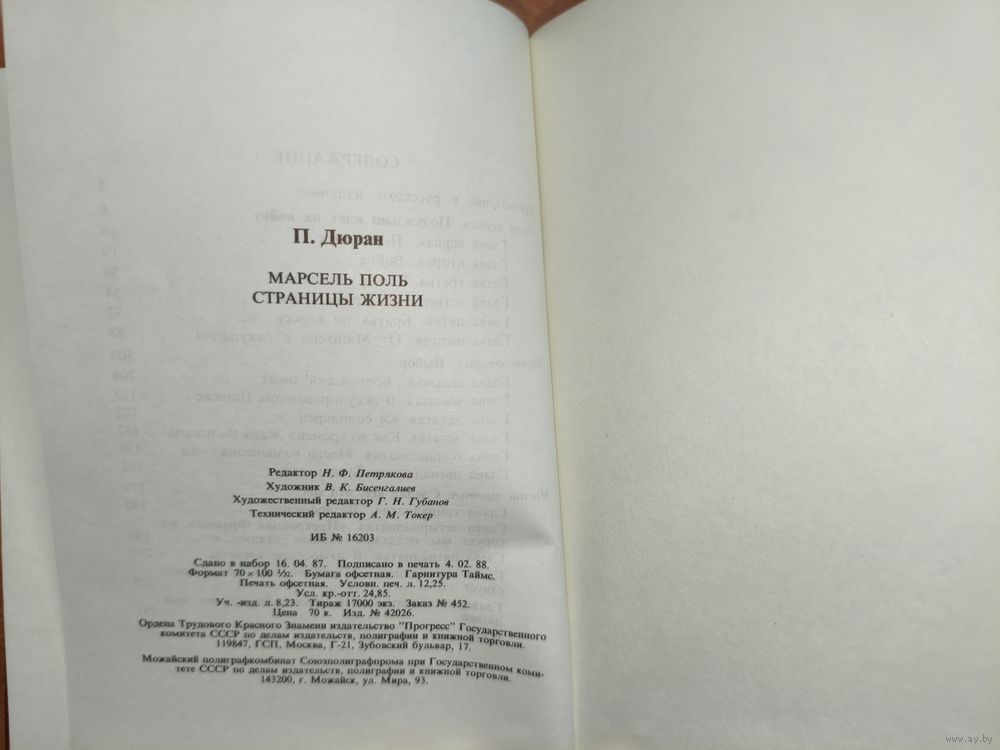 П. Дюран
МАРСЕЛЬ ПОЛЬ
СТРАНИЦЫ ЖИЗНИ
Редактор Н. Ф. Петрякова
Художник В. К. Бисенгалиев
Художественный редактор Г. Н. Губанов
Технический редактор А. М. Токер
ИБ № 16203
Сдано в набор 16. 04. 87. Подписано в печать 4. 02. 88.
Формат 70 × 100 ¹/₃₂. Бумага офсетная. Гарнитура Таймс.
Печать офсетная. Условн. печ. л. 12,25.
Усл. кр.-отт. 24,85.
Уч. -изд. л. 8,23. Тираж 17000 экз. Заказ № 452.
Цена 70 к. Изд. № 42026.
Ордена Трудового Красного Знамени издательство "Прогресс" Государственного
комитета СССР по делам издательств, полиграфии и книжной торговли.
119847, ГСП, Москва, Г-21, Зубовский бульвар, 17.
Можайский полиграфкомбинат Союзполиграфпрома при Государственном коми-
тете СССР по делам издательств, полиграфии и книжной торговли.
143200, г. Можайск, ул. Мира, 93.
www.ay.by